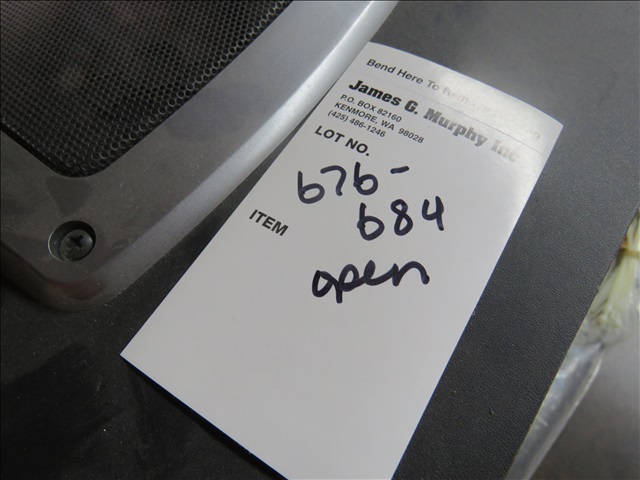 Bend Here To Remove
James G. Murphy Inc.
P.O. BOX 82160
KENMORE, WA 98028
(425) 486-1246
LOT NO.
676-
684
ITEM
open